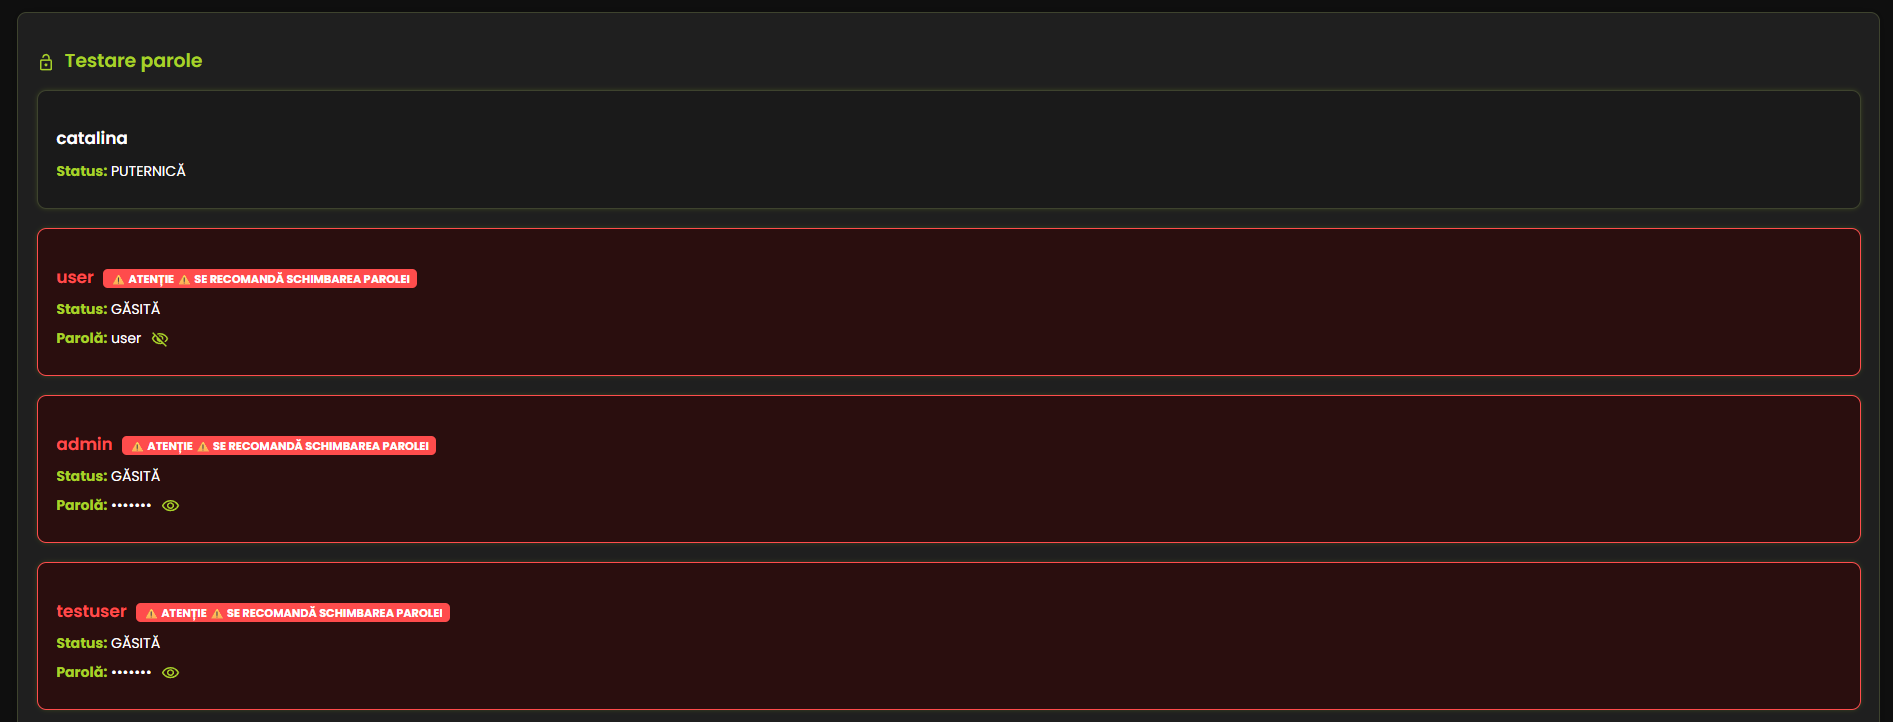 Testare parole
catalina
Status: PUTERNICĂ
user ⚠️ ATENȚIE ⚠️ SE RECOMANDĂ SCHIMBAREA PAROLEI
Status: GĂSITĂ
Parolă: user
admin ⚠️ ATENȚIE ⚠️ SE RECOMANDĂ SCHIMBAREA PAROLEI
Status: GĂSITĂ
Parolă: •••••••
testuser ⚠️ ATENȚIE ⚠️ SE RECOMANDĂ SCHIMBAREA PAROLEI
Status: GĂSITĂ
Parolă: •••••••